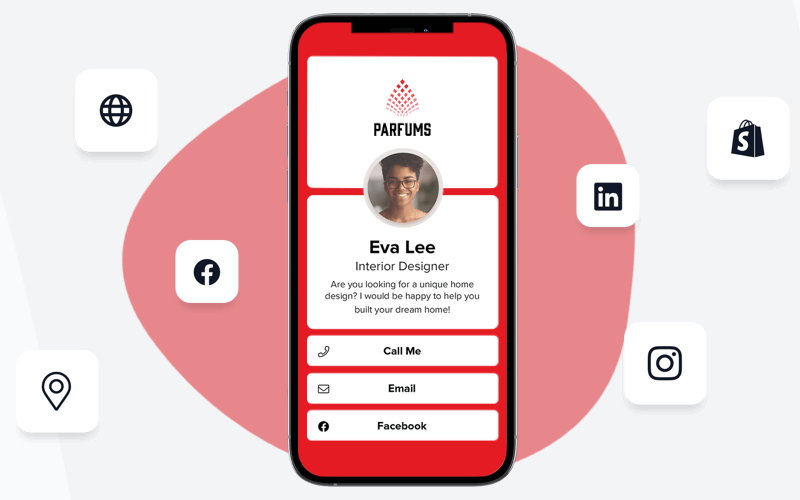 PARFUMS
Eva Lee
Interior Designer
Are you looking for a unique home
design? I would be happy to help you
built your dream home!
Call Me
Email
Facebook
in